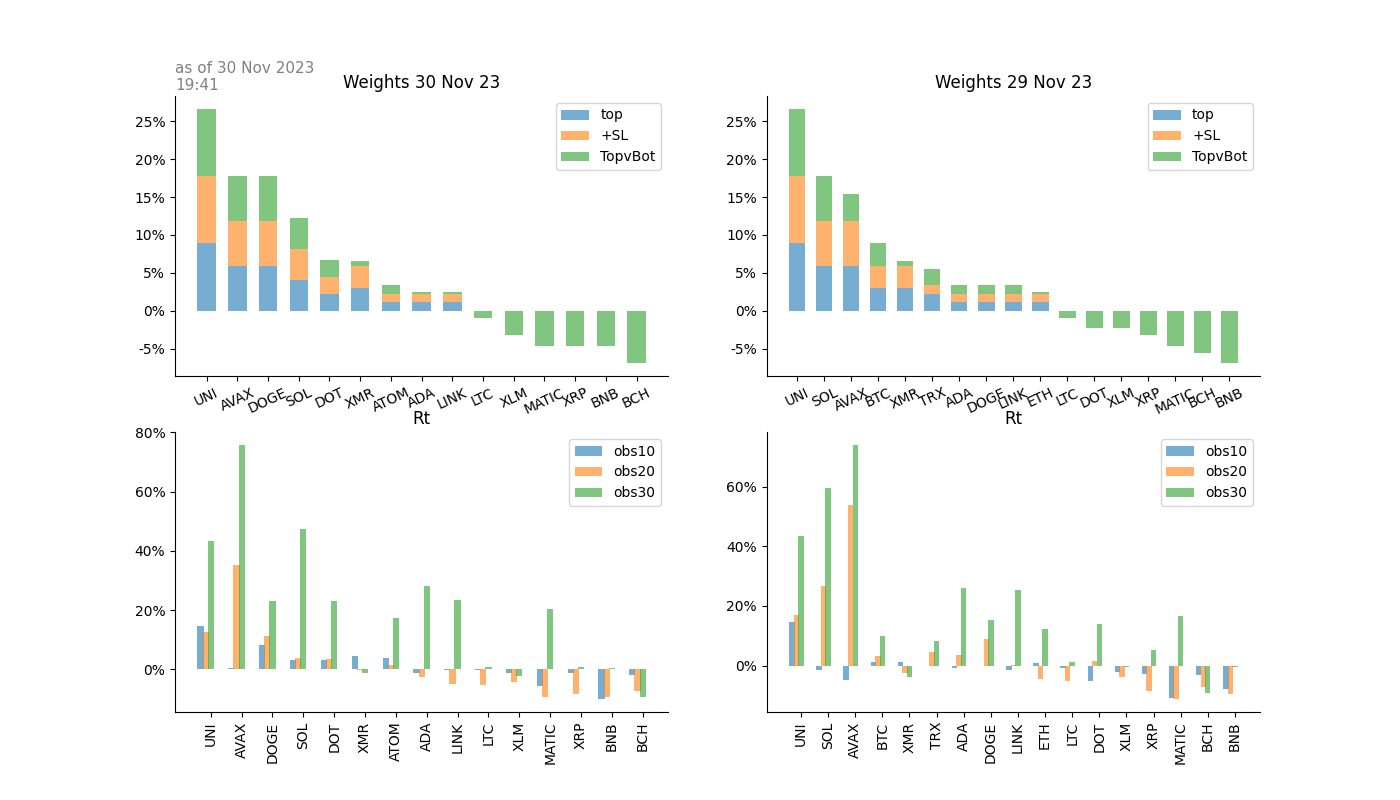 as of 30 Nov 2023
19:41
Weights 30 Nov 23
25%
20%
15%
10%
5%
0%
-5%
top
+SL
TopvBot
UNI AVAX DOGE SOL DOT XMR ATOM ADA LINK LTC XLM MATIC XRP BNB BCH
Weights 29 Nov 23
25%
20%
15%
10%
5%
0%
-5%
top
+SL
TopvBot
UNI SOL AVAX BTC XMR TRX ADA DOGE LINK ETH LTC DOT XLM XRP MATIC BCH BNB
Rt
80%
60%
40%
20%
0%
obs10
obs20
obs30
UNI AVAX DOGE SOL DOT XMR ATOM ADA LINK LTC XLM MATIC XRP BNB BCH
Rt
60%
40%
20%
0%
obs10
obs20
obs30
UNI SOL AVAX BTC XMR TRX ADA DOGE LINK ETH LTC DOT XLM XRP MATIC BCH BNB